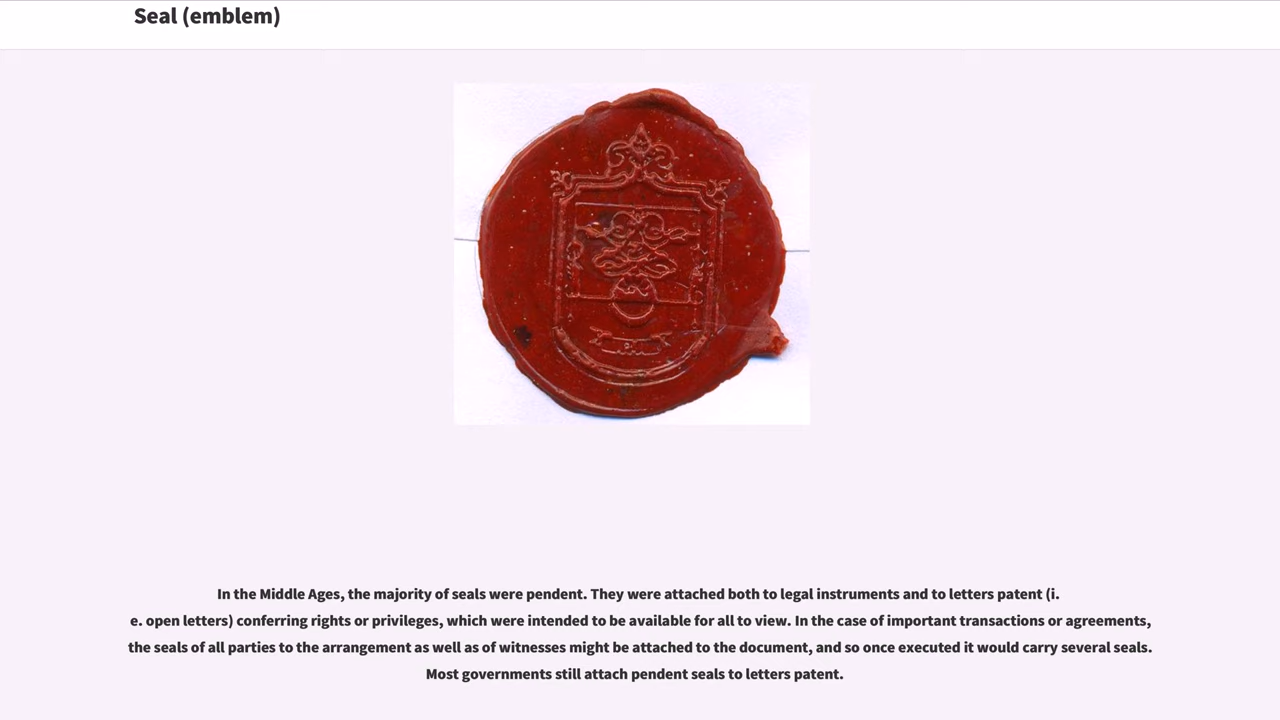 Seal (emblem)
In the Middle Ages, the majority of seals were pendent. They were attached both to legal instruments and to letters patent (i.
e. open letters) conferring rights or privileges, which were intended to be available for all to view. In the case of important transactions or agreements,
the seals of all parties to the arrangement as well as of witnesses might be attached to the document, and so once executed it would carry several seals.
Most governments still attach pendent seals to letters patent.